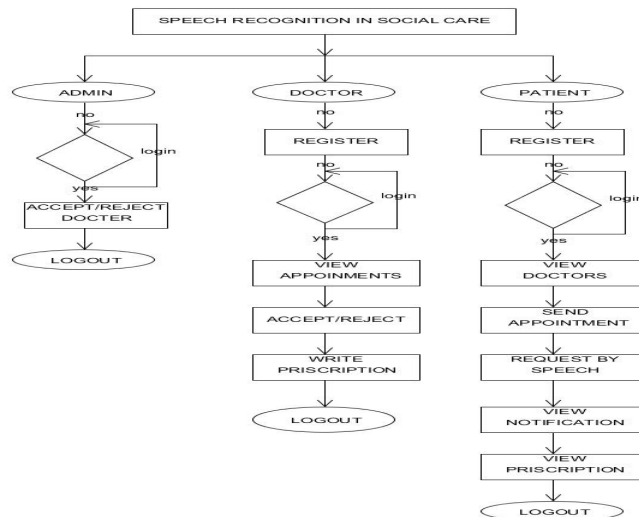 SPEECH RECOGNITION IN SOCIAL CARE
ADMIN
DOCTOR
PATIENT
no
no
no
REGISTER
REGISTER
login
no
no
login
login
yes
ACCEPT/REJECT
DOCTER
yes
yes
LOGOUT
VIEW
APPOINMENTS
VIEW
DOCTORS
ACCEPT/REJECT
SEND
APPOINTMENT
WRITE
PRISCRIPTION
REQUEST BY
SPEECH
LOGOUT
VIEW
NOTIFICATION
VIEW
PRISCRIPTION
LOGOUT